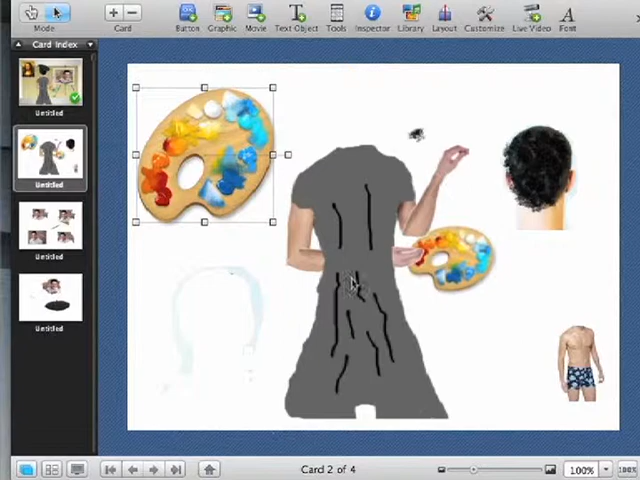 Mode
Card
Button
Graphic
Movie
Text Object
Tools
Inspector
Library
Layout
Customize
Live Video
Font
Card Index
Untitled
Untitled
Untitled
Untitled
Card 2 of 4
100%
100%